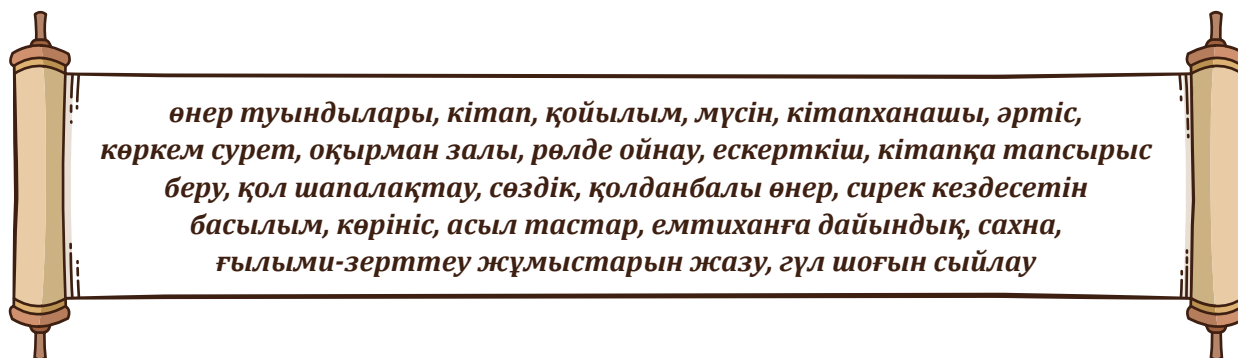 өнер туындылары, кітап, қойылым, мүсін, кітапханашы, әртіс,
көркем сурет, оқырман залы, рөлде ойнау, ескерткіш, кітапқа тапсырыс
беру, қол шапалақтау, сөздік, қолданбалы өнер, сирек кездесетін
басылым, көрініс, асыл тастар, емтиханға дайындық, сахна,
ғылыми-зерттеу жұмыстарын жазу, гүл шоғын сыйлау